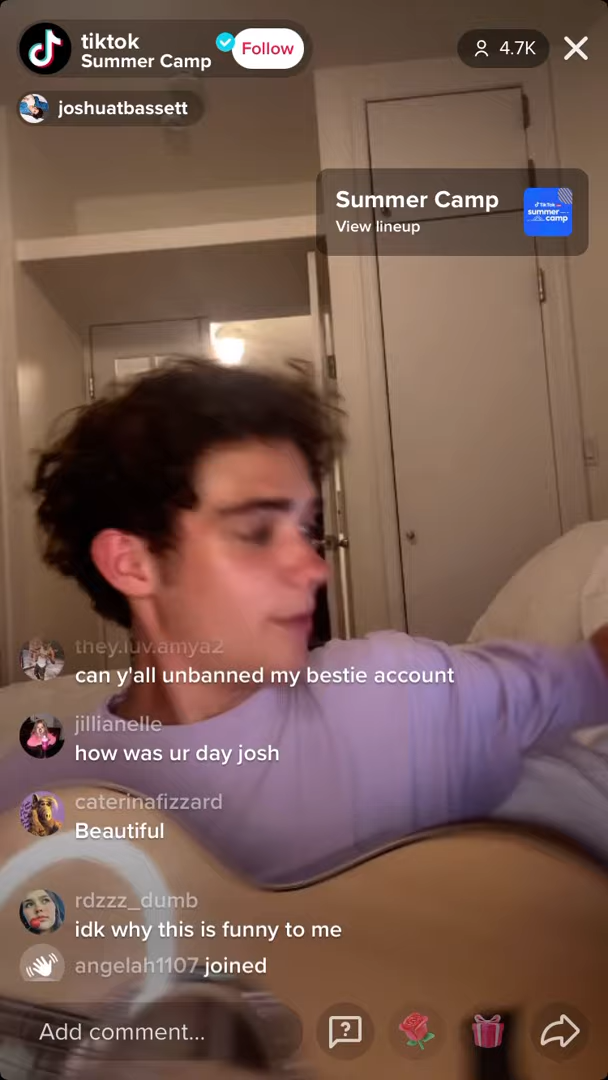 tiktok
Summer Camp
Follow
4.7K
joshuatbassett
Summer Camp
View lineup
TikTok
summer
camp
they.luv.amya2
can y'all unbanned my bestie account
jillianelle
how was ur day josh
caterinafizzard
Beautiful
rdzzz_dumb
idk why this is funny to me
angelah1107 joined
Add comment...